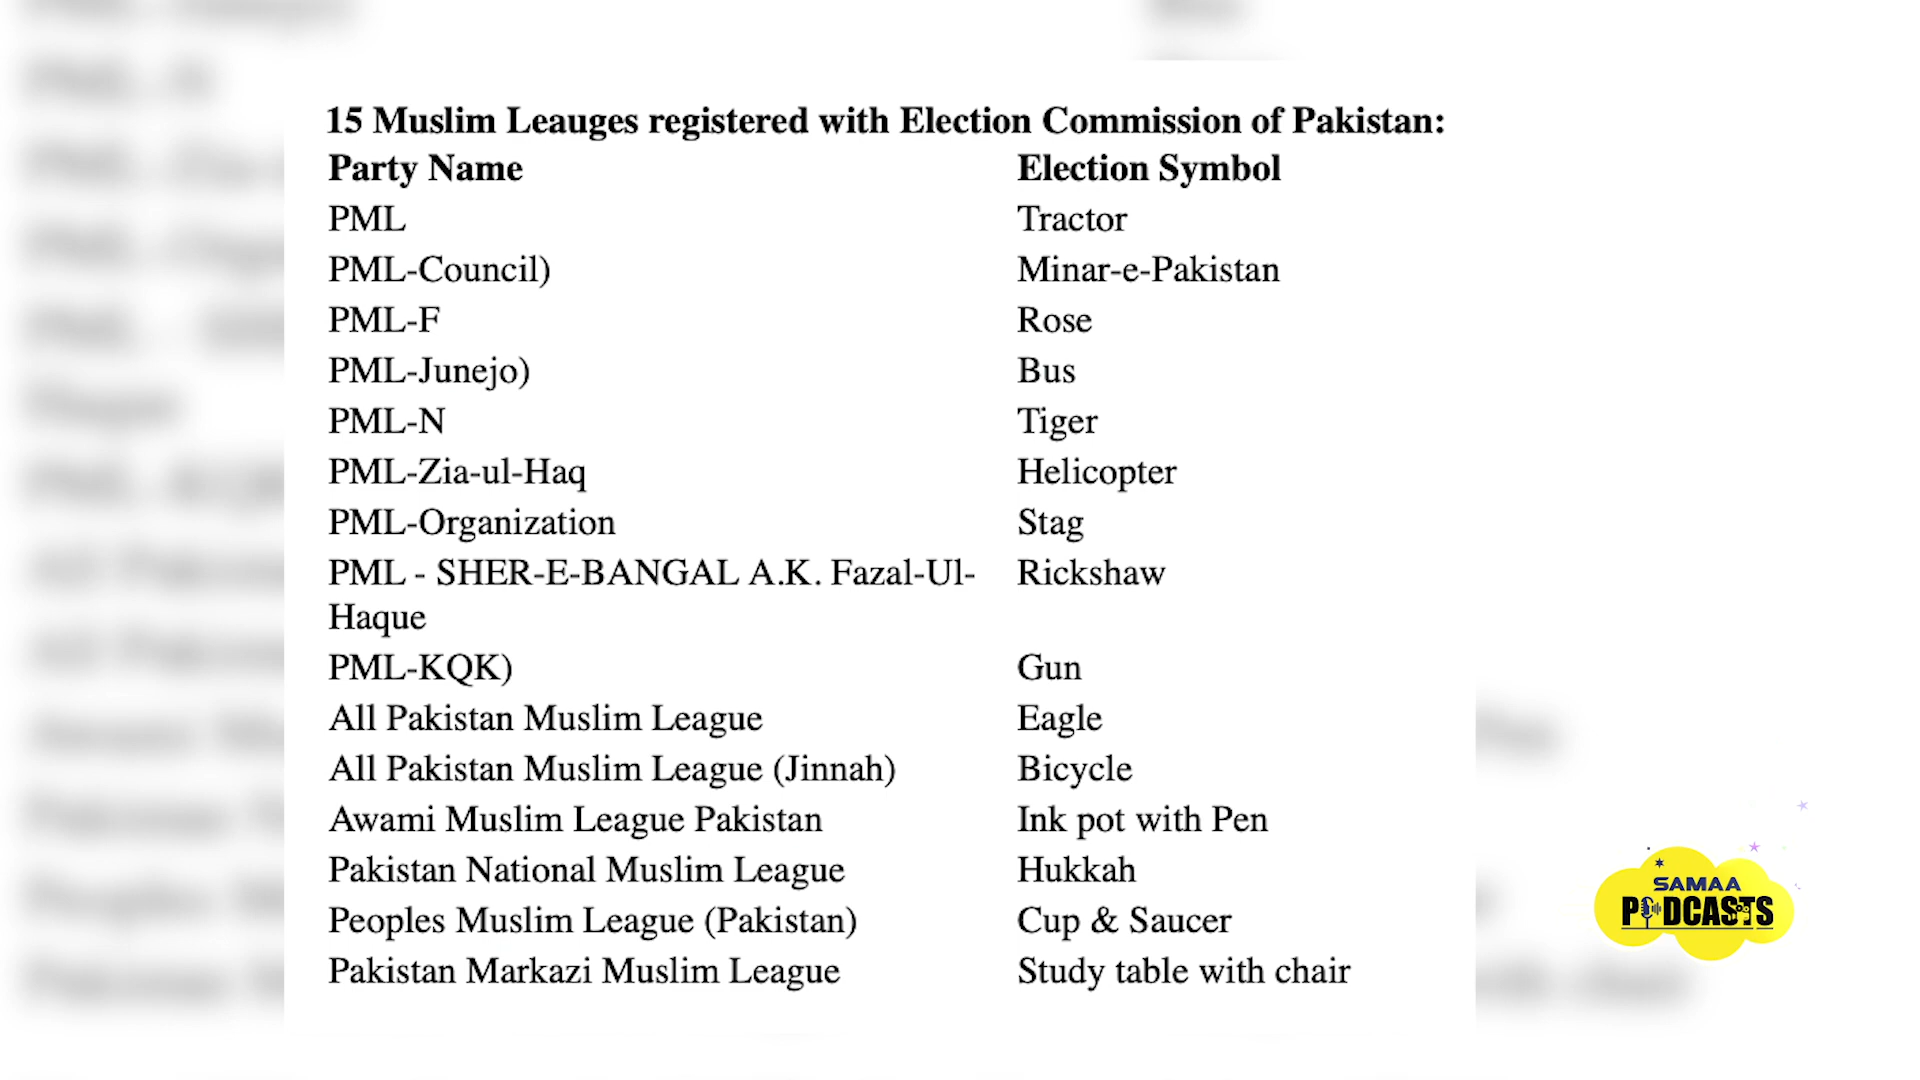 15 Muslim Leauges registered with Election Commission of Pakistan:
Party Name Election Symbol
PML Tractor
PML-Council) Minar-e-Pakistan
PML-F Rose
PML-Junejo) Bus
PML-N Tiger
PML-Zia-ul-Haq Helicopter
PML-Organization Stag
PML - SHER-E-BANGAL A.K. Fazal-Ul- Rickshaw
Haque
PML-KQK) Gun
All Pakistan Muslim League Eagle
All Pakistan Muslim League (Jinnah) Bicycle
Awami Muslim League Pakistan Ink pot with Pen
Pakistan National Muslim League Hukkah
Peoples Muslim League (Pakistan) Cup & Saucer
Pakistan Markazi Muslim League Study table with chair
SAMAA
PODCASTS